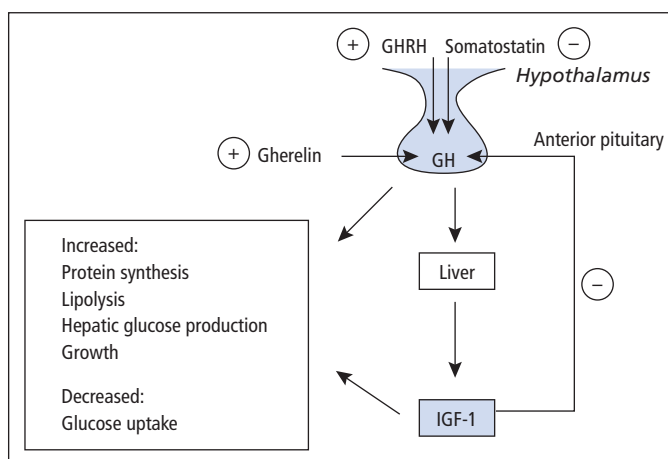 + GHRH Somatostatin −
Hypothalamus
Anterior pituitary
+ Gherelin
GH
Increased:
Protein synthesis
Lipolysis
Hepatic glucose production
Growth
Decreased:
Glucose uptake
Liver
−
IGF-1